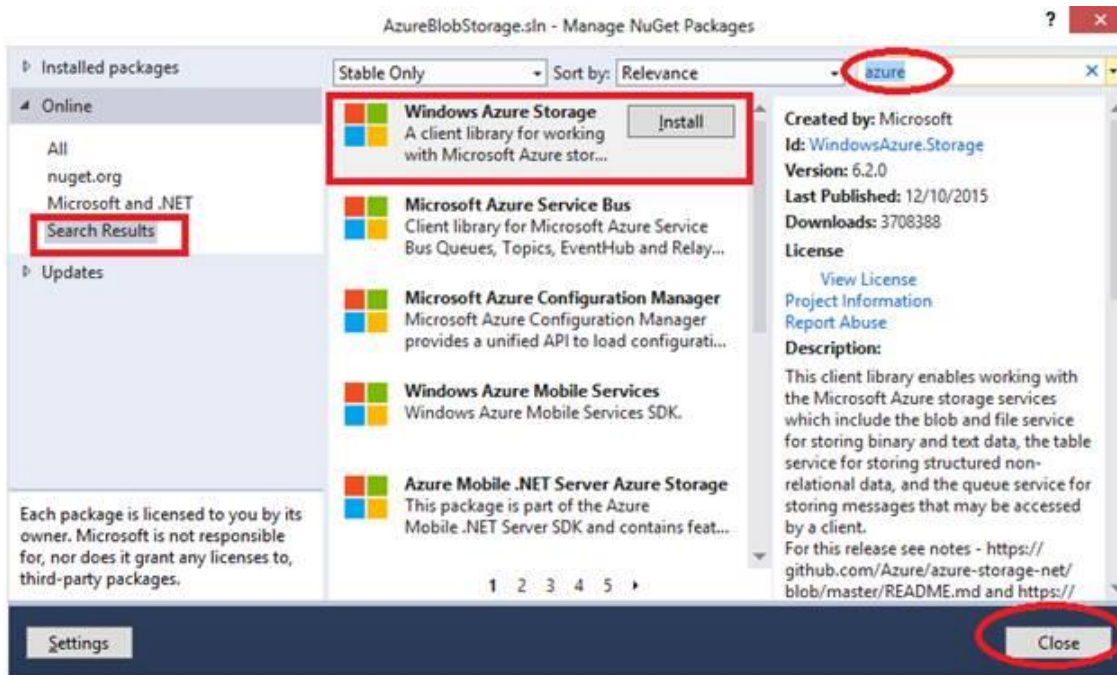 AzureBlobStorage.sln - Manage NuGet Packages
?
Installed packages
Online
All
nuget.org
Microsoft and .NET
Search Results
Updates
Each package is licensed to you by its
owner. Microsoft is not responsible
for, nor does it grant any licenses to,
third-party packages.
Stable Only
Sort by: Relevance
azure
Windows Azure Storage
A client library for working
with Microsoft Azure stor...
Install
Microsoft Azure Service Bus
Client library for Microsoft Azure Service
Bus Queues, Topics, EventHub and Relay...
Microsoft Azure Configuration Manager
Microsoft Azure Configuration Manager
provides a unified API to load configurati...
Windows Azure Mobile Services
Windows Azure Mobile Services SDK.
Azure Mobile .NET Server Azure Storage
This package is part of the Azure
Mobile .NET Server SDK and contains feat...
1 2 3 4 5
Created by: Microsoft
Id: WindowsAzure.Storage
Version: 6.2.0
Last Published: 12/10/2015
Downloads: 3708388
License
View License
Project Information
Report Abuse
Description:
This client library enables working with
the Microsoft Azure storage services
which include the blob and file service
for storing binary and text data, the table
service for storing structured non-
relational data, and the queue service for
storing messages that may be accessed
by a client.
For this release see notes - https://
github.com/Azure/azure-storage-net/
blob/master/README.md and https://
Settings
Close